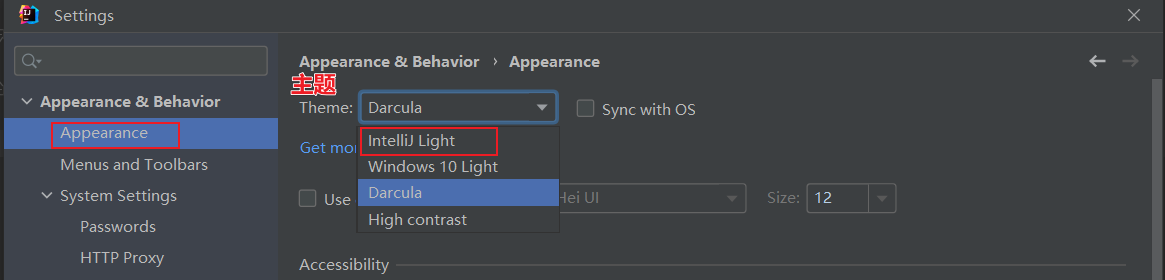 Settings
Appearance & Behavior
Appearance
Menus and Toolbars
System Settings
Passwords
HTTP Proxy
Appearance & Behavior › Appearance
主题
Theme: Darcula
Sync with OS
IntelliJ Light
Windows 10 Light
Darcula
High contrast
Get mor
Use
Hei UI
Size: 12
Accessibility